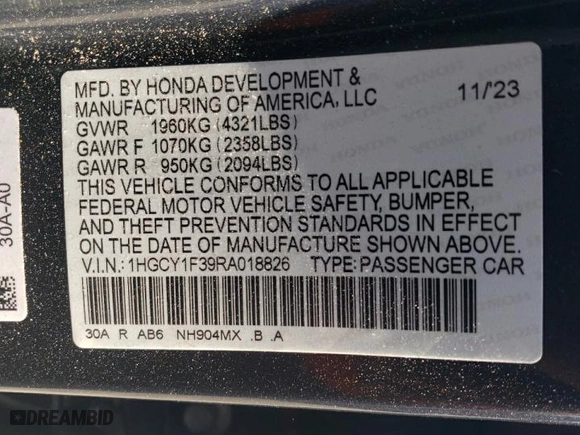 MFD. BY HONDA DEVELOPMENT &
MANUFACTURING OF AMERICA, LLC 11/23
GVWR 1960KG (4321LBS)
GAWR F 1070KG (2358LBS)
GAWR R 950KG (2094LBS)
THIS VEHICLE CONFORMS TO ALL APPLICABLE
FEDERAL MOTOR VEHICLE SAFETY, BUMPER,
AND THEFT PREVENTION STANDARDS IN EFFECT
ON THE DATE OF MANUFACTURE SHOWN ABOVE.
V.I.N.: 1HGCY1F39RA018826 TYPE: PASSENGER CAR
30A R AB6 NH904MX .B .A
30A-A0
DREAMBID